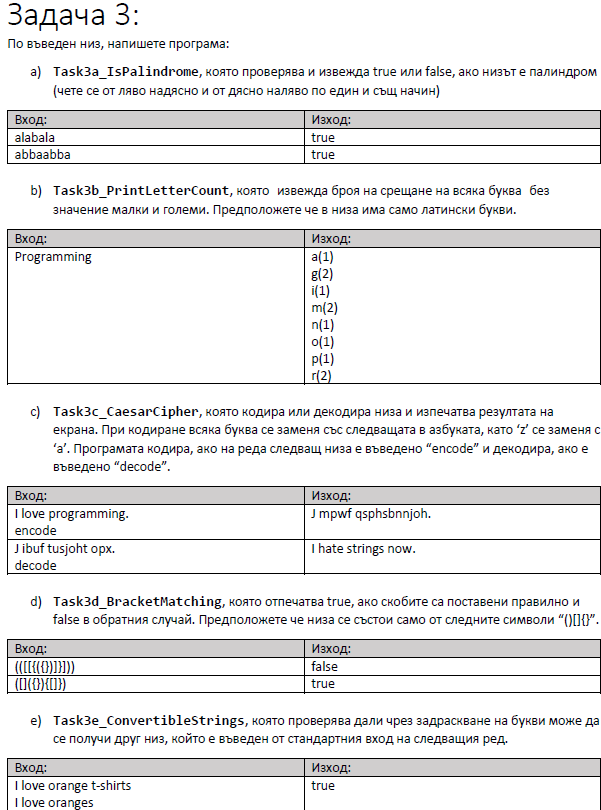 Задача 3:
По въведен низ, напишете програма:
a) Task3a_IsPalindrome, която проверява и извежда true или false, ако низът е палиндром
(чете се от ляво надясно и от дясно наляво по един и същ начин)
Вход: Изход:
alabala true
abbaabba true
b) Task3b_PrintLetterCount, която извежда броя на срещане на всяка буква без
значение малки и големи. Предположете че в низа има само латински букви.
Вход: Изход:
Programming a(1)
g(2)
i(1)
m(2)
n(1)
o(1)
p(1)
r(2)
c) Task3c_CaesarCipher, която кодира или декодира низа и изпечатва резултата на
екрана. При кодиране всяка буква се заменя със следващата в азбуката, като ‘z’ се заменя с
‘a’. Програмата кодира, ако на реда следващ низа е въведено “encode” и декодира, ако е
въведено “decode”.
Вход: Изход:
I love programming. J mpwf qsphsbnnjoh.
encode
J ibuf tusjoht opx. I hate strings now.
decode
d) Task3d_BracketMatching, която отпечатва true, ако скобите са поставени правилно и
false в обратния случай. Предположете че низа се състои само от следните символи “()[]{}”.
Вход: Изход:
(([[{({})]}])) false
([]({}){[]}) true
e) Task3e_ConvertibleStrings, която проверява дали чрез задраскване на букви може да
се получи друг низ, който е въведен от стандартния вход на следващия ред.
Вход: Изход:
I love orange t-shirts true
I love oranges